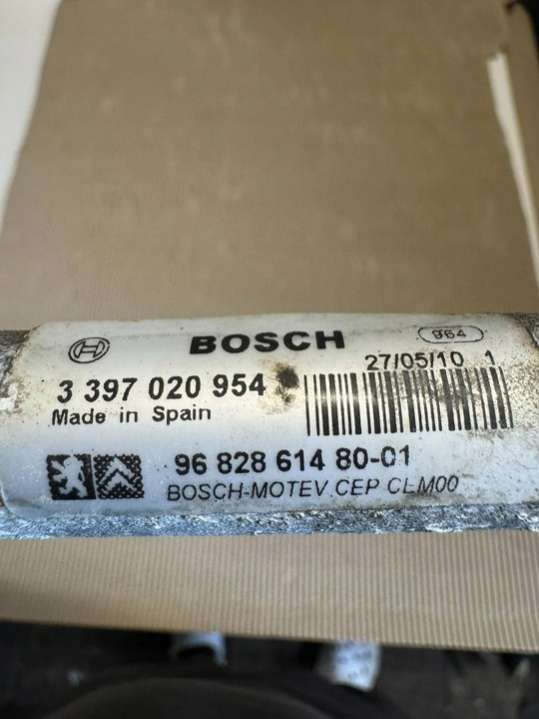 BOSCH 964
27/05/10 1
3 397 020 954
Made in Spain
96 828 614 80-01
BOSCH-MOTEV.CEP CLM00